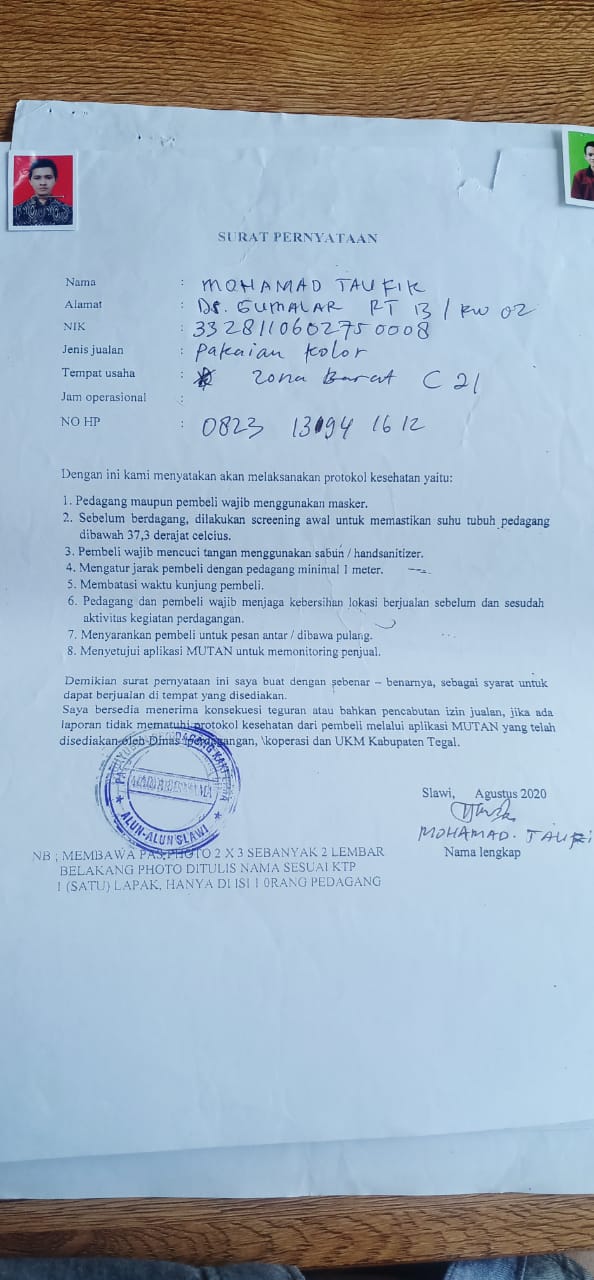 SURAT PERNYATAAN
Nama : MOHAMAD TAUFIK
Alamat : DS. GUMALAR RT 13 / RW 02
NIK : 3328110602750008
Jenis jualan : Pakaian kolor
Tempat usaha : Zona Barat C 21
Jam operasional :
NO HP : 0823 1394 1612
Dengan ini kami menyatakan akan melaksanakan protokol kesehatan yaitu:
1. Pedagang maupun pembeli wajib menggunakan masker.
2. Sebelum berdagang, dilakukan screening awal untuk memastikan suhu tubuh pedagang
dibawah 37,3 derajat celcius.
3. Pembeli wajib mencuci tangan menggunakan sabun / handsanitizer.
4. Mengatur jarak pembeli dengan pedagang minimal 1 meter.
5. Membatasi waktu kunjung pembeli.
6. Pedagang dan pembeli wajib menjaga kebersihan lokasi berjualan sebelum dan sesudah
aktivitas kegiatan perdagangan.
7. Menyarankan pembeli untuk pesan antar / dibawa pulang.
8. Menyetujui aplikasi MUTAN untuk memonitoring penjual.
Demikian surat pernyataan ini saya buat dengan sebenar – benarnya, sebagai syarat untuk
dapat berjualan di tempat yang disediakan.
Saya bersedia menerima konsekuesi teguran atau bahkan pencabutan izin jualan, jika ada
laporan tidak mematuhi protokol kesehatan dari pembeli melalui aplikasi MUTAN yang telah
disediakan oleh Dinas perdagangan, \koperasi dan UKM Kabupaten Tegal.
Slawi, Agustus 2020
MOHAMAD. TAUFI
Nama lengkap
ALUN-ALUN SLAWI
NB ; MEMBAWA PAS PHOTO 2 X 3 SEBANYAK 2 LEMBAR
BELAKANG PHOTO DITULIS NAMA SESUAI KTP
1 (SATU) LAPAK, HANYA DI ISI 1 0RANG PEDAGANG